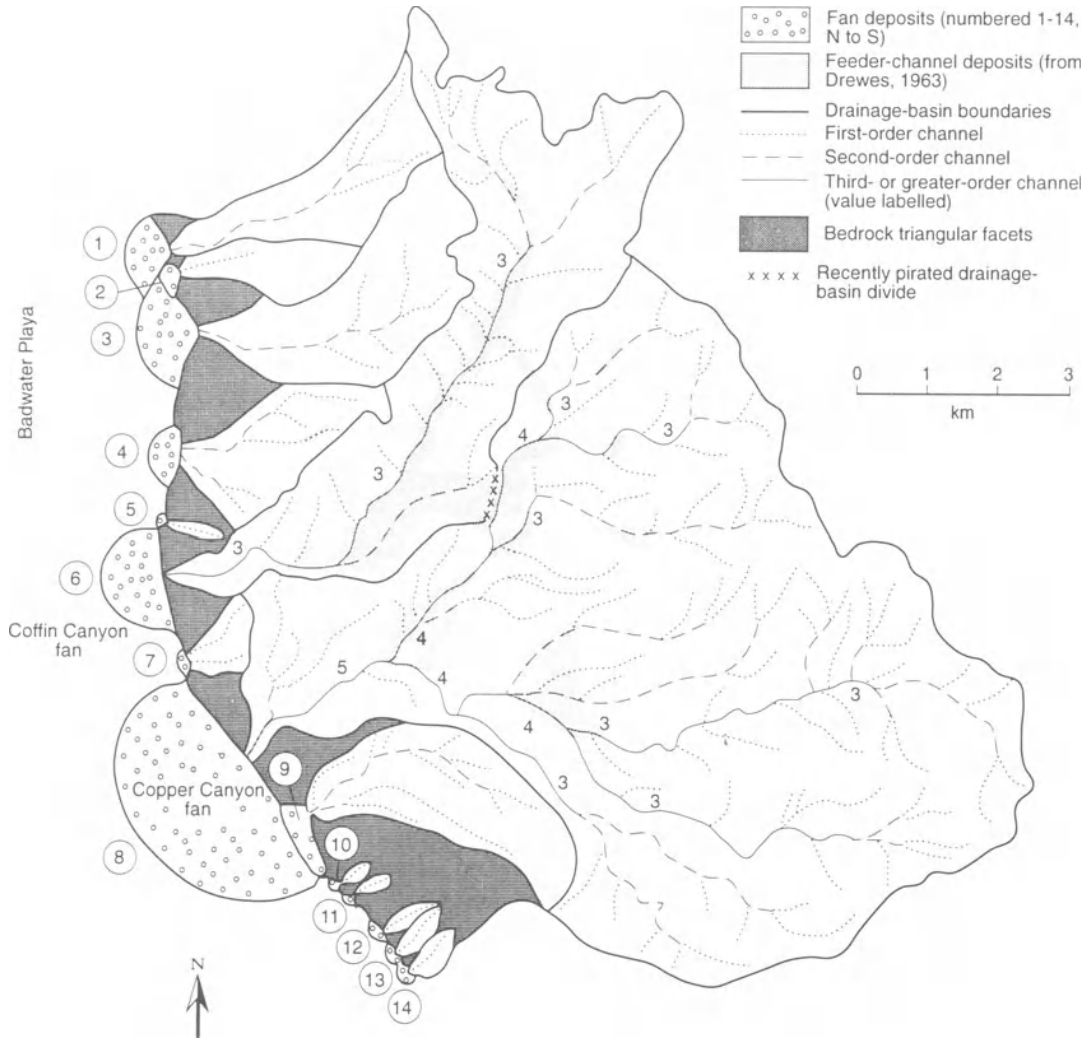 Fan deposits (numbered 1-14,
N to S)
Feeder-channel deposits (from
Drewes, 1963)
Drainage-basin boundaries
First-order channel
Second-order channel
Third- or greater-order channel
(value labelled)
Bedrock triangular facets
x x x x
Recently pirated drainage-
basin divide
0 1 2 3
km
Badwater Playa
1
2
3
4
5
6
Coffin Canyon
fan
7
Copper Canyon
fan
8
9
10
11
12
13
14
3
3
3
3
3
4
3
3
4
5
4
4
3
3
3
3
x
x
x
x
N